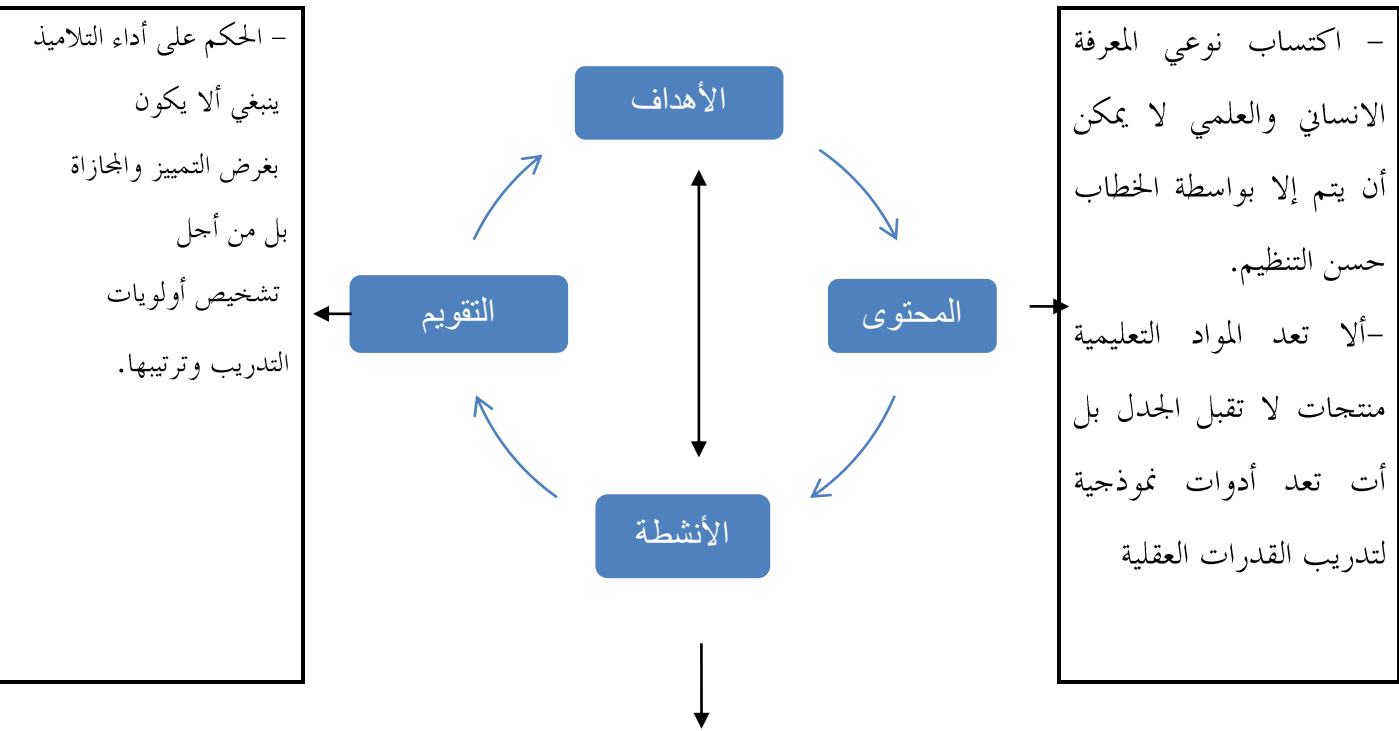 – اكتساب نوعي المعرفة
الانساني والعلمي لا يمكن
أن يتم إلا بواسطة الخطاب
حسن التنظيم.
–ألا تعد المواد التعليمية
منتجات لا تقبل الجدل بل
أت تعد أدوات نموذجية
لتدريب القدرات العقلية
الأهداف
المحتوى
الأنشطة
التقويم
– الحكم على أداء التلاميذ
ينبغي ألا يكون
بغرض التمييز والمجازاة
بل من أجل
تشخيص أولويات
التدريب وترتيبها.